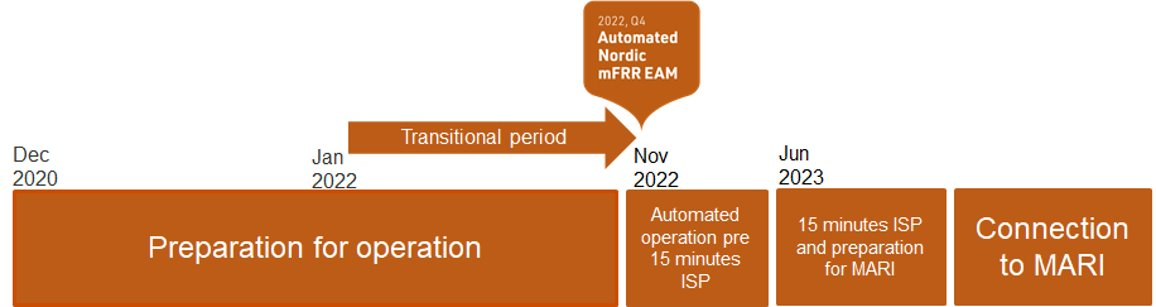 2022, Q4
Automated
Nordic
mFRR EAM
Transitional period
Dec
2020
Jan
2022
Nov
2022
Jun
2023
Preparation for operation
Automated
operation pre
15 minutes
ISP
15 minutes ISP
and preparation
for MARI
Connection
to MARI